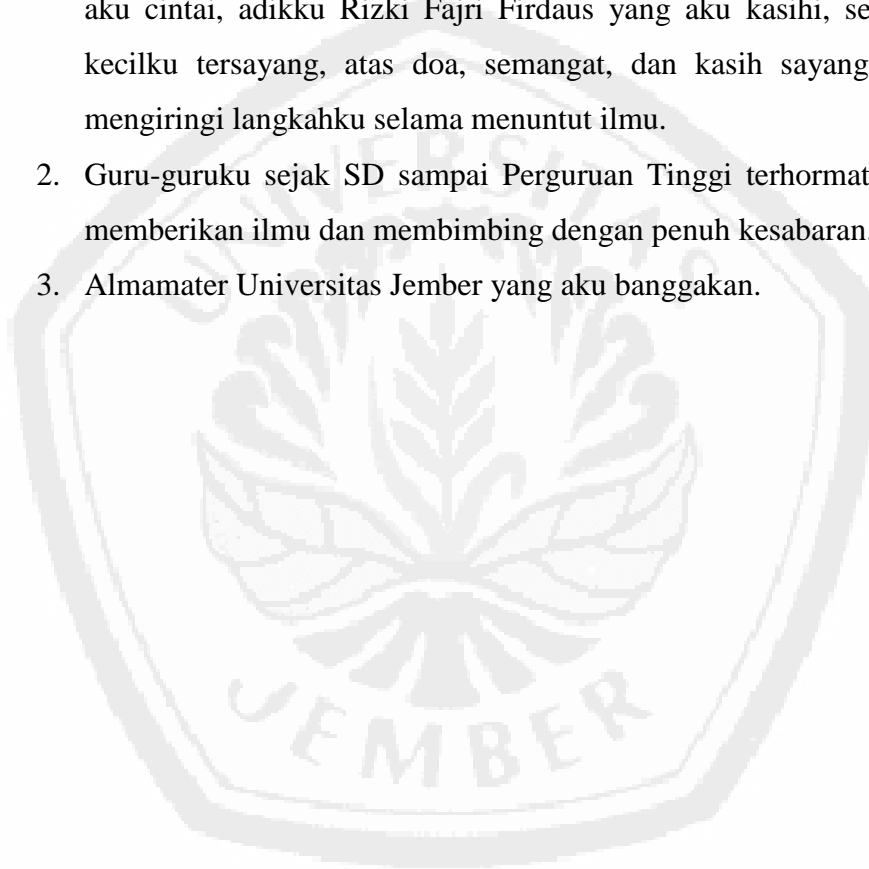 aku cintai, adikku Rizki Fajri Firdaus yang aku kasihi, se
kecilku tersayang, atas doa, semangat, dan kasih sayang
mengiringi langkahku selama menuntut ilmu.
2. Guru-guruku sejak SD sampai Perguruan Tinggi terhormat
memberikan ilmu dan membimbing dengan penuh kesabaran.
3. Almamater Universitas Jember yang aku banggakan.
UNIVERSITAS
JEMBER